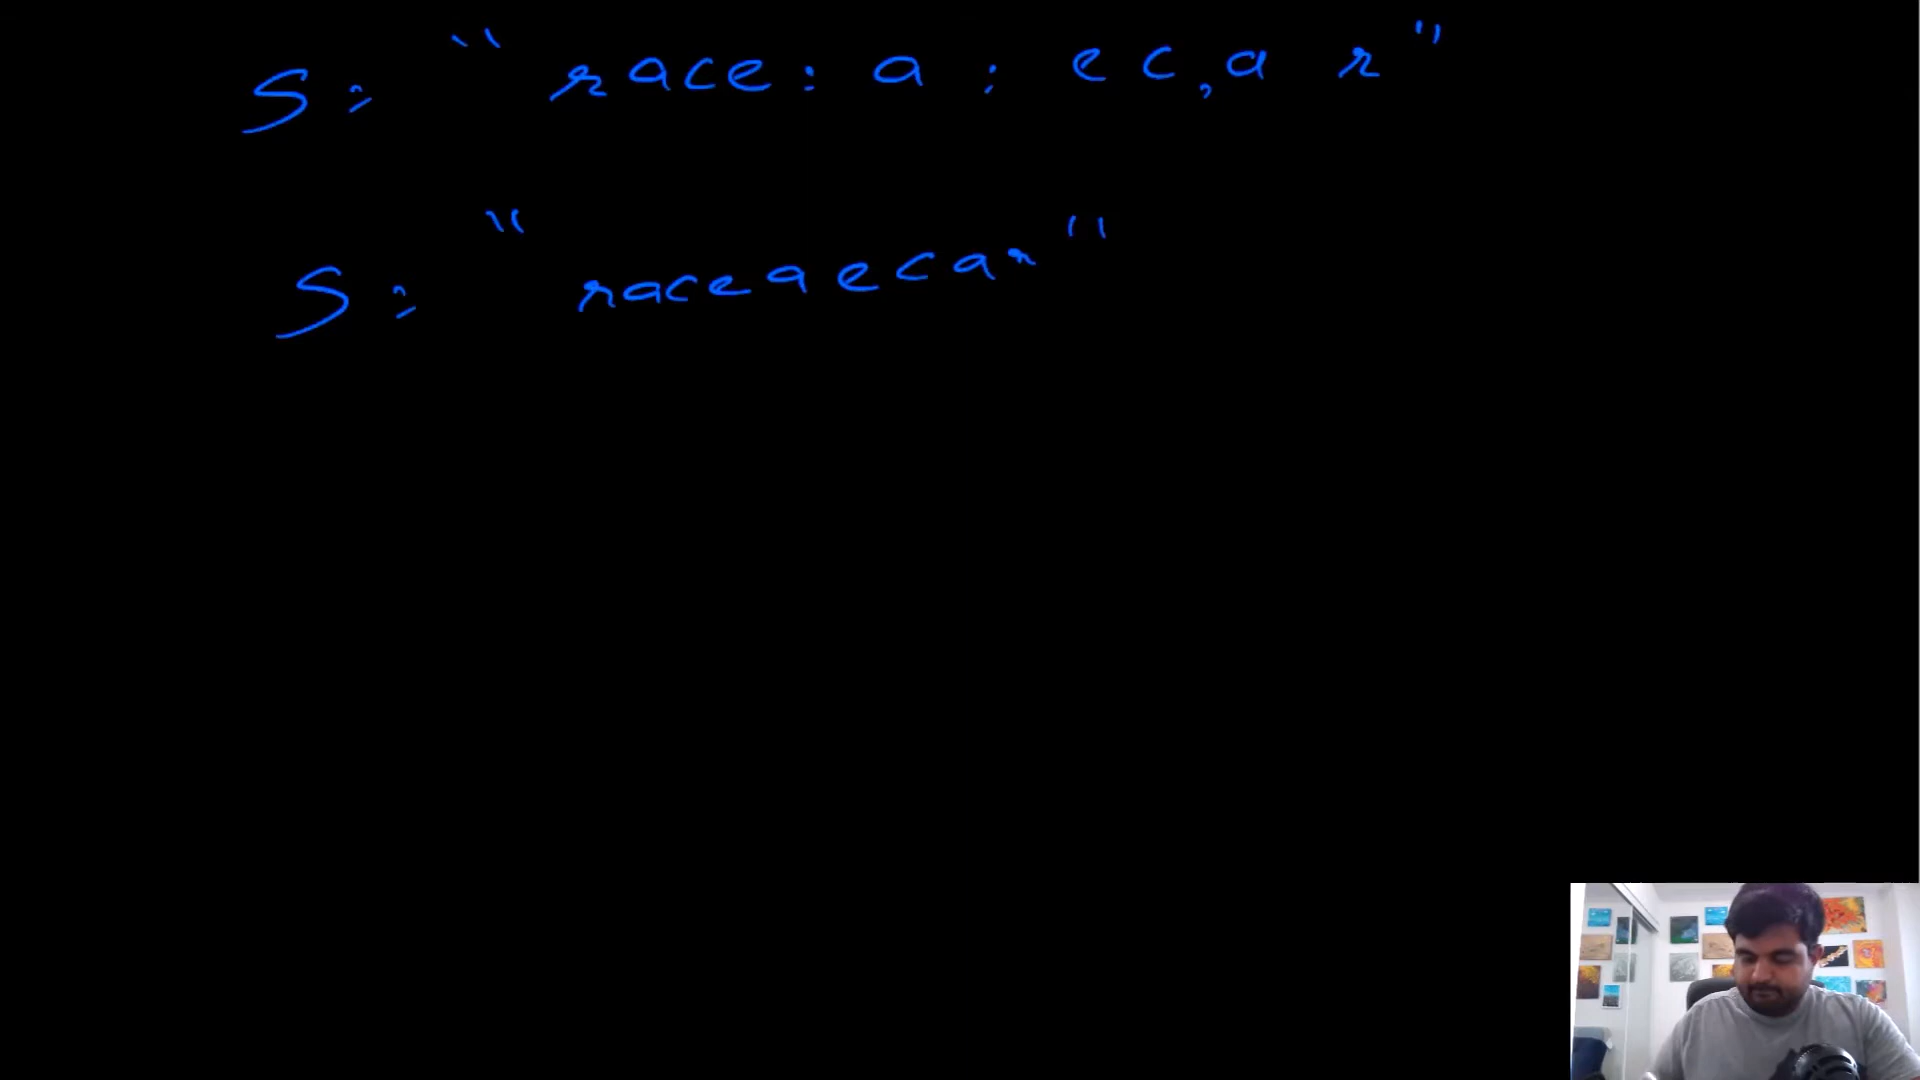 S = "race : a : ec,a r"
S = "raceaecar"